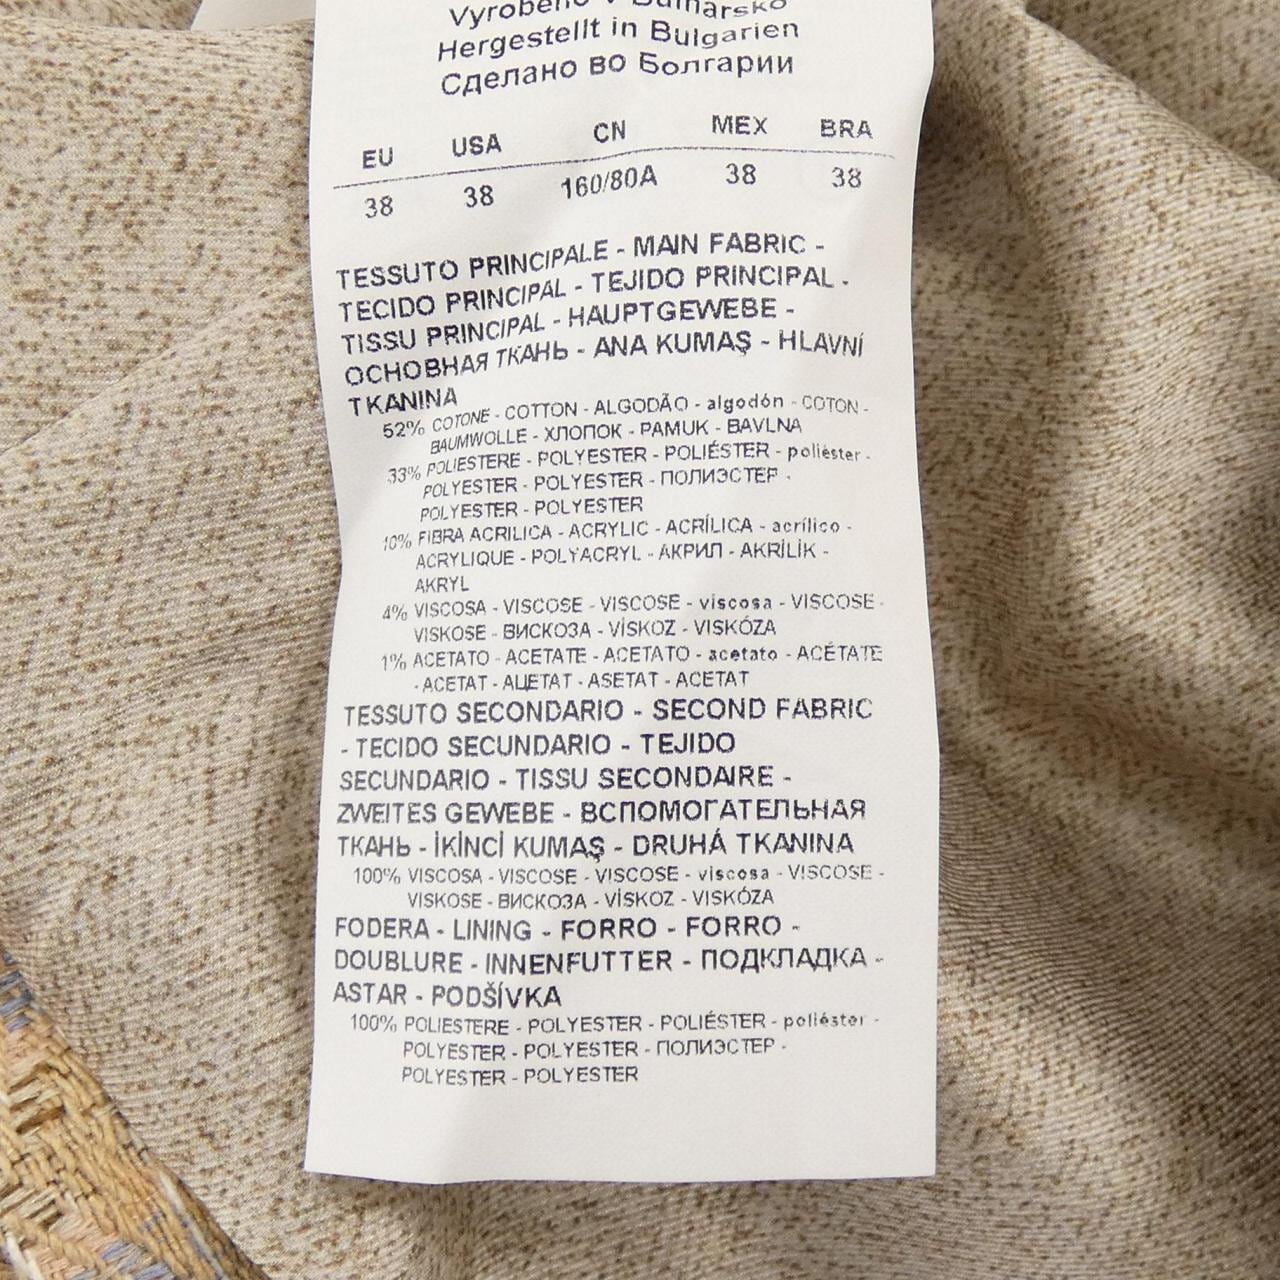 Vyrobeno v Bulharsko
Hergestellt in Bulgarien
Сделано во Болгарии
EU USA CN MEX BRA
38 38 160/80A 38 38
TESSUTO PRINCIPALE - MAIN FABRIC -
TECIDO PRINCIPAL - TEJIDO PRINCIPAL -
TISSU PRINCIPAL - HAUPTGEWEBE -
ОСНОВНАЯ ТКАНЬ - ANA KUMAŞ - HLAVNÍ
TKANINA
52% COTONE - COTTON - ALGODÃO - algodón - COTON -
BAUMWOLLE - ХЛОПОК - PAMUK - BAVLNA
33% POLIESTERE - POLYESTER - POLIÉSTER - poliéster -
POLYESTER - POLYESTER - ПОЛИЭСТЕР -
POLYESTER - POLYESTER
10% FIBRA ACRILICA - ACRYLIC - ACRÍLICA - acrílico -
ACRYLIQUE - POLYACRYL - АКРИЛ - AKRİLİK -
AKRYL
4% VISCOSA - VISCOSE - VISCOSE - viscosa - VISCOSE -
VISKOSE - ВИСКОЗА - VİSKOZ - VISKÓZA
1% ACETATO - ACETATE - ACETATO - acetato - ACÉTATE
- ACETAT - АЦЕТАТ - ASETAT - ACETAT
TESSUTO SECONDARIO - SECOND FABRIC
- TECIDO SECUNDARIO - TEJIDO
SECUNDARIO - TISSU SECONDAIRE -
ZWEITES GEWEBE - ВСПОМОГАТЕЛЬНАЯ
ТКАНЬ - İKİNCİ KUMAŞ - DRUHÁ TKANINA
100% VISCOSA - VISCOSE - VISCOSE - viscosa - VISCOSE -
VISKOSE - ВИСКОЗА - VİSKOZ - VISKÓZA
FODERA - LINING - FORRO - FORRO -
DOUBLURE - INNENFUTTER - ПОДКЛАДКА -
ASTAR - PODŠÍVKA
100% POLIESTERE - POLYESTER - POLIÉSTER - poliéster -
POLYESTER - POLYESTER - ПОЛИЭСТЕР -
POLYESTER - POLYESTER